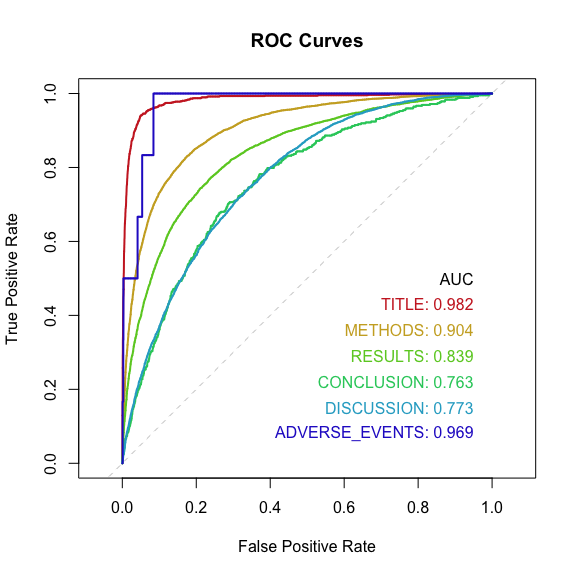 ROC Curves
True Positive Rate
1.0
0.8
0.6
0.4
0.2
0.0
AUC
TITLE: 0.982
METHODS: 0.904
RESULTS: 0.839
CONCLUSION: 0.763
DISCUSSION: 0.773
ADVERSE_EVENTS: 0.969
0.0 0.2 0.4 0.6 0.8 1.0
False Positive Rate